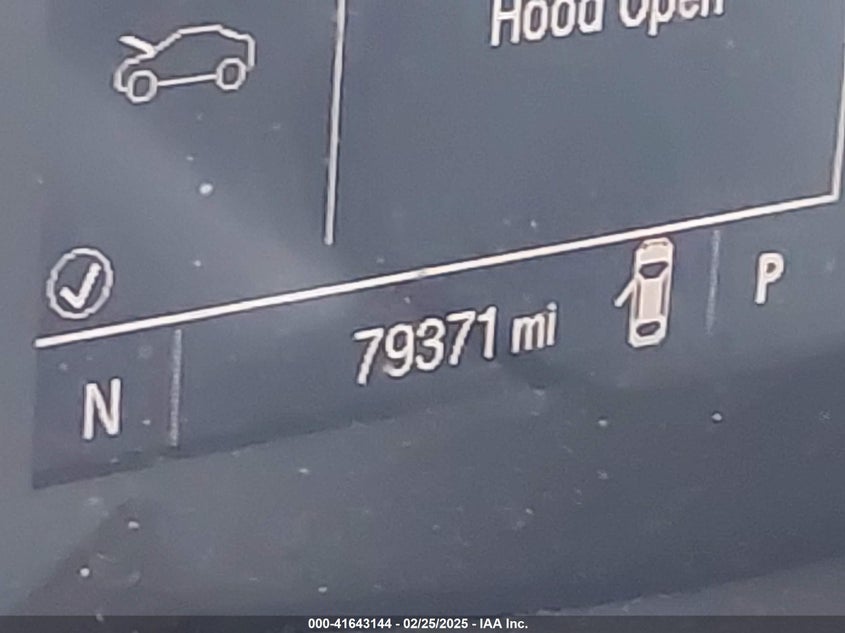 Hood Open
79371 mi
P
N
000-41643144 - 02/25/2025 - IAA Inc.